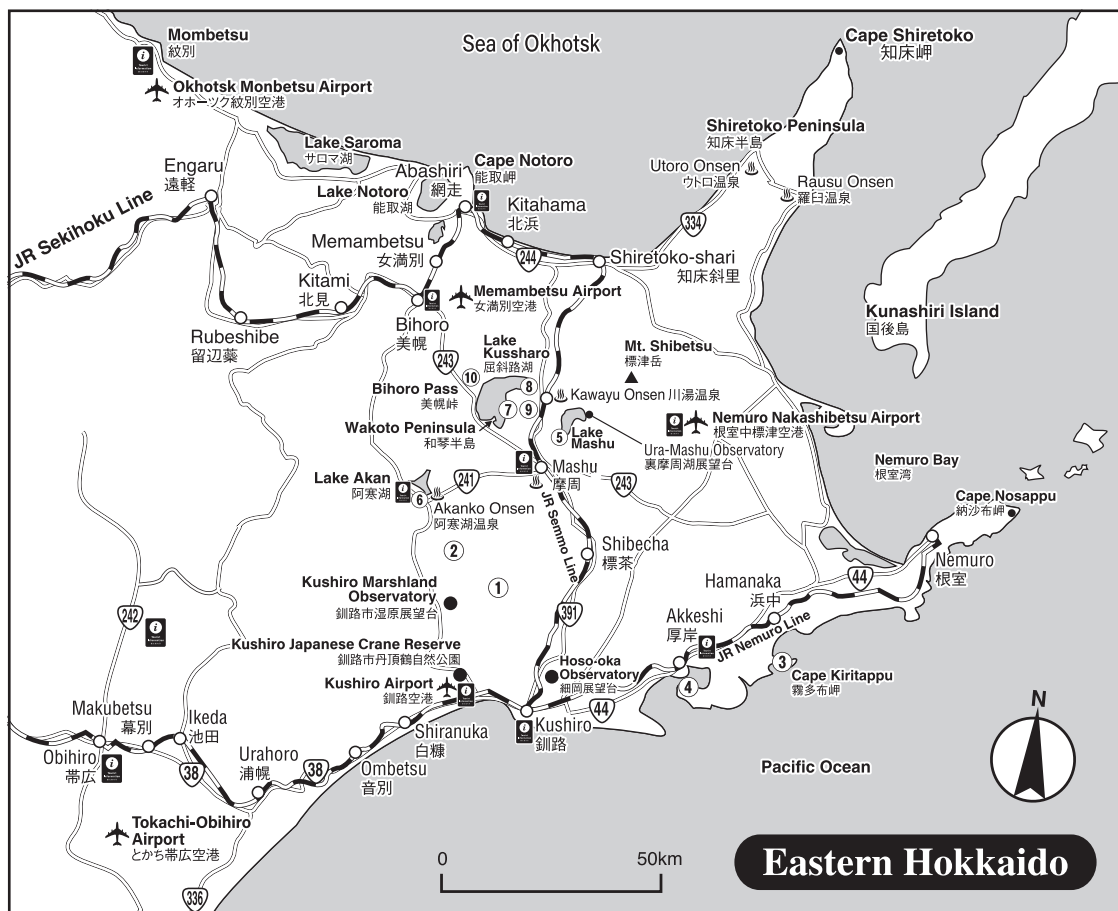 Mombetsu
紋別
Sea of Okhotsk
Cape Shiretoko
知床岬
Okhotsk Monbetsu Airport
オホーツク紋別空港
Lake Saroma
サロマ湖
Shiretoko Peninsula
知床半島
Engaru
遠軽
Abashiri
網走
Cape Notoro
能取岬
Utoro Onsen
ウトロ温泉
Rausu Onsen
羅臼温泉
Lake Notoro
能取湖
Kitahama
北浜
334
JR Sekihoku Line
Memambetsu
女満別
244
Shiretoko-shari
知床斜里
Kitami
北見
Memambetsu Airport
女満別空港
Kunashiri Island
国後島
Rubeshibe
留辺蘂
Bihoro
美幌
Lake
Kussharo
屈斜路湖
Mt. Shibetsu
標津岳
243
10
Bihoro Pass
美幌峠
8
7
9
Kawayu Onsen 川湯温泉
Nemuro Nakashibetsu Airport
根室中標津空港
Wakoto Peninsula
和琴半島
5
Lake
Mashu
Ura-Mashu Observatory
裏摩周湖展望台
Nemuro Bay
根室湾
Lake Akan
阿寒湖
6
241
Mashu
摩周
243
Cape Nosappu
納沙布岬
Akanko Onsen
阿寒湖温泉
JR Semmo Line
2
Shibecha
標茶
Nemuro
根室
1
Hamanaka
浜中
44
Kushiro Marshland
Observatory
釧路市湿原展望台
391
Akkeshi
厚岸
JR Nemuro Line
242
Kushiro Japanese Crane Reserve
釧路市丹頂鶴自然公園
Hoso-oka
Observatory
細岡展望台
3
Cape Kiritappu
霧多布岬
Kushiro Airport
釧路空港
4
44
Makubetsu
幕別
Ikeda
池田
Shiranuka
白糠
Kushiro
釧路
N
Obihiro
帯広
38
Urahoro
浦幌
38
Ombetsu
音別
Pacific Ocean
Tokachi-Obihiro
Airport
とかち帯広空港
0
50km
Eastern Hokkaido
336